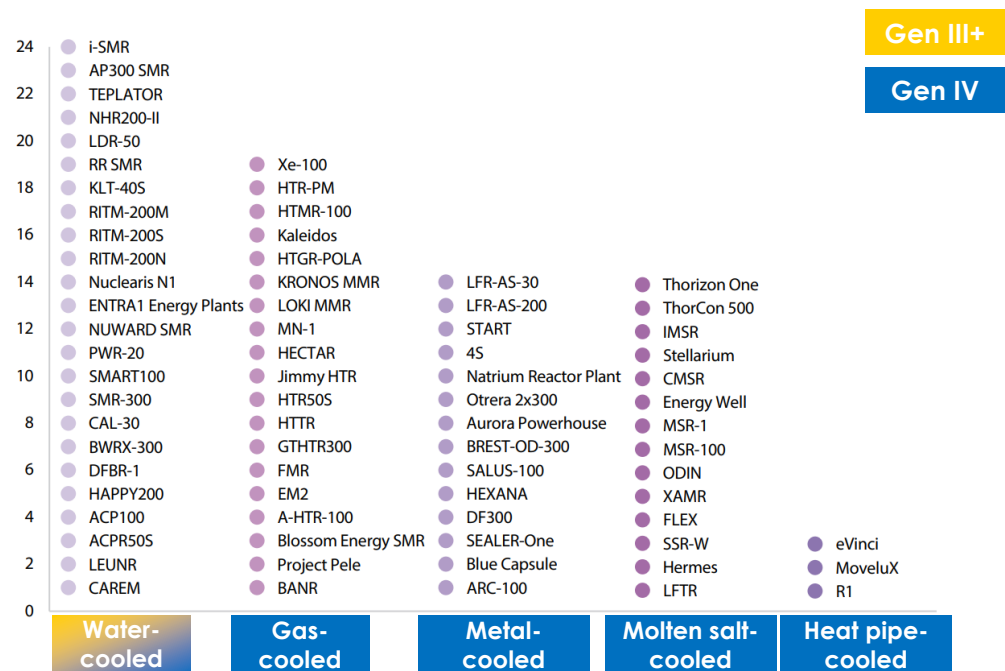 Gen III+
Gen IV
24
22
20
18
16
14
12
10
8
6
4
2
0
i-SMR
AP300 SMR
TEPLATOR
NHR200-II
LDR-50
RR SMR
KLT-40S
RITM-200M
RITM-200S
RITM-200N
Nuclearis N1
ENTRA1 Energy Plants
NUWARD SMR
PWR-20
SMART100
SMR-300
CAL-30
BWRX-300
DFBR-1
HAPPY200
ACP100
ACPR50S
LEUNR
CAREM
Water-
cooled
Xe-100
HTR-PM
HTMR-100
Kaleidos
HTGR-POLA
KRONOS MMR
LOKI MMR
MN-1
HECTAR
Jimmy HTR
HTR50S
HTTR
GTHTR300
FMR
EM2
A-HTR-100
Blossom Energy SMR
Project Pele
BANR
Gas-
cooled
LFR-AS-30
LFR-AS-200
START
4S
Natrium Reactor Plant
Otrera 2x300
Aurora Powerhouse
BREST-OD-300
SALUS-100
HEXANA
DF300
SEALER-One
Blue Capsule
ARC-100
Metal-
cooled
Thorizon One
ThorCon 500
IMSR
Stellarium
CMSR
Energy Well
MSR-1
MSR-100
ODIN
XAMR
FLEX
SSR-W
Hermes
LFTR
Molten salt-
cooled
eVinci
MoveluX
R1
Heat pipe-
cooled